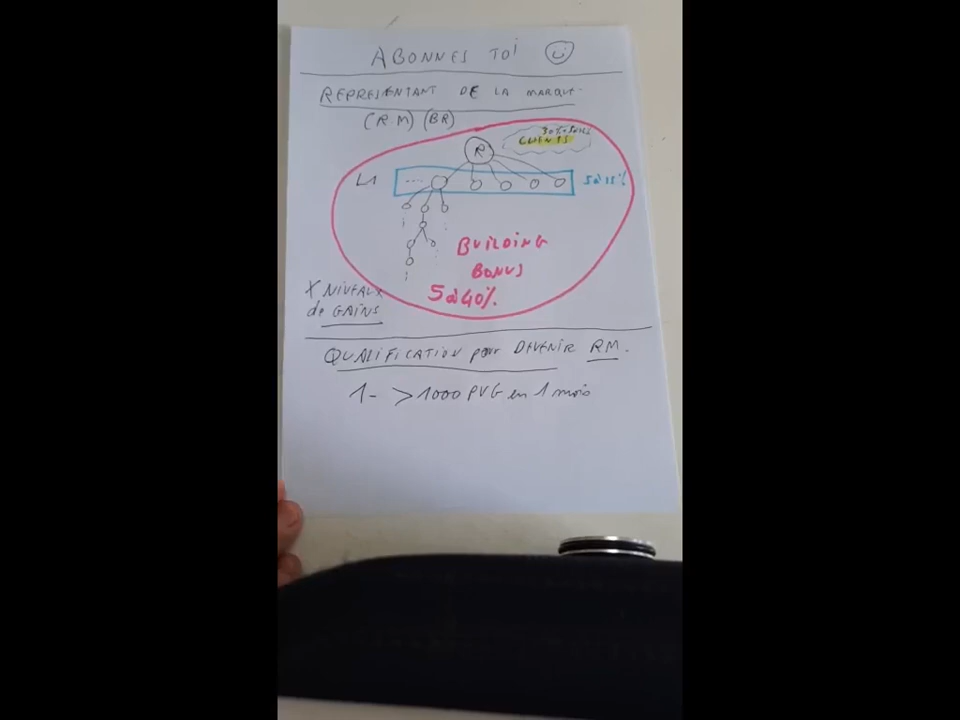 ABONNES TOI
REPRESENTANT DE LA MARQUE
(RM) (BR)
30% SUR
CLIENTS
R
L1
5 à 15%
BUILDING
BONUS
5 à 40%
X NIVEAUX
de GAINS
QUALIFICATION pour DEVENIR RM.
1- >1000 PVG en 1 mois